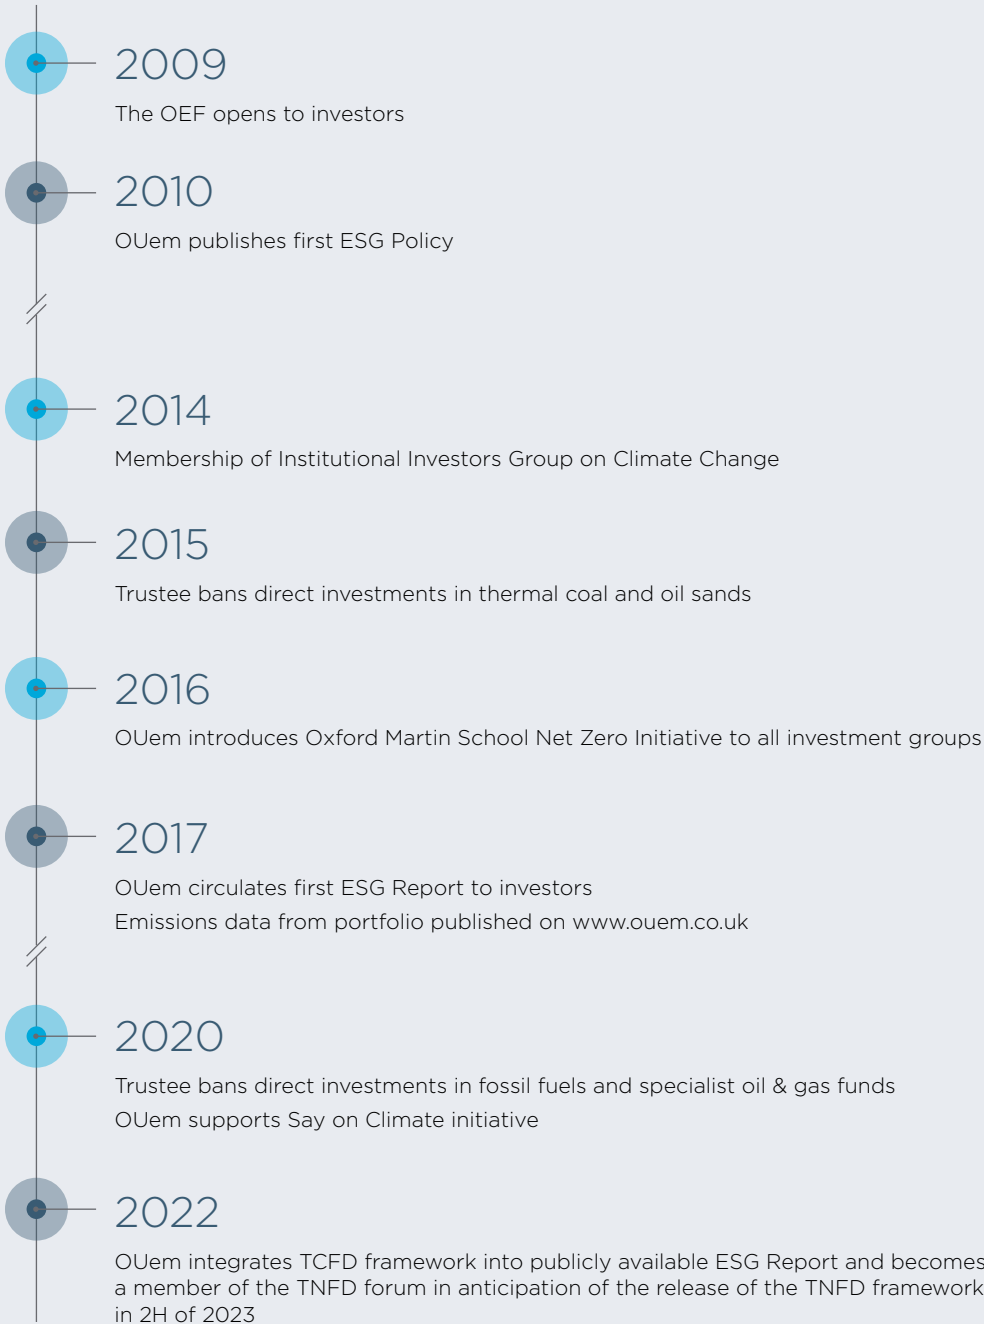 2009
The OEF opens to investors
2010
OUem publishes first ESG Policy
2014
Membership of Institutional Investors Group on Climate Change
2015
Trustee bans direct investments in thermal coal and oil sands
2016
OUem introduces Oxford Martin School Net Zero Initiative to all investment groups
2017
OUem circulates first ESG Report to investors
Emissions data from portfolio published on www.ouem.co.uk
2020
Trustee bans direct investments in fossil fuels and specialist oil & gas funds
OUem supports Say on Climate initiative
2022
OUem integrates TCFD framework into publicly available ESG Report and becomes
a member of the TNFD forum in anticipation of the release of the TNFD framework
in 2H of 2023